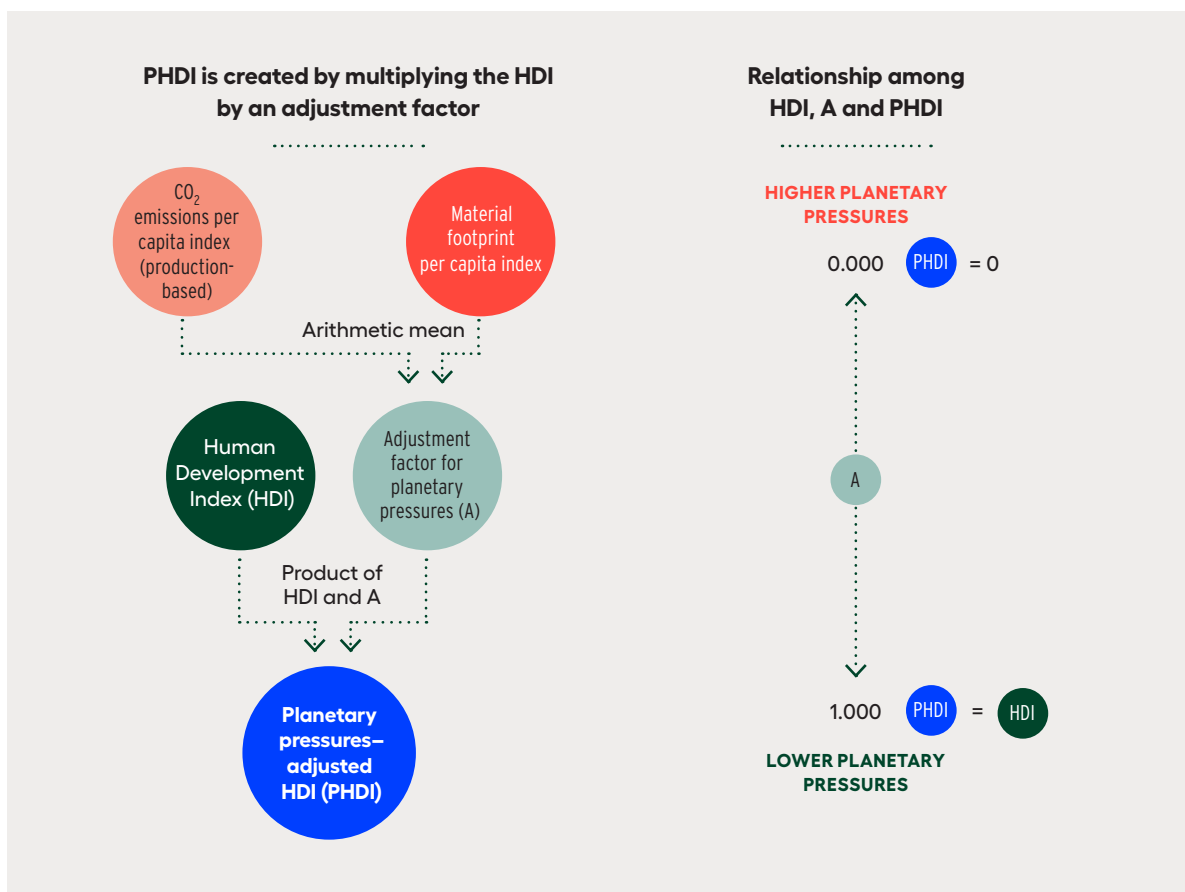 PHDI is created by multiplying the HDI
by an adjustment factor
CO₂
emissions per
capita index
(production-
based)
Material
footprint
per capita index
Arithmetic mean
Human
Development
Index (HDI)
Adjustment
factor for
planetary
pressures (A)
Product of
HDI and A
Planetary
pressures–
adjusted
HDI (PHDI)
Relationship among
HDI, A and PHDI
HIGHER PLANETARY
PRESSURES
0.000 PHDI = 0
A
1.000 PHDI = HDI
LOWER PLANETARY
PRESSURES